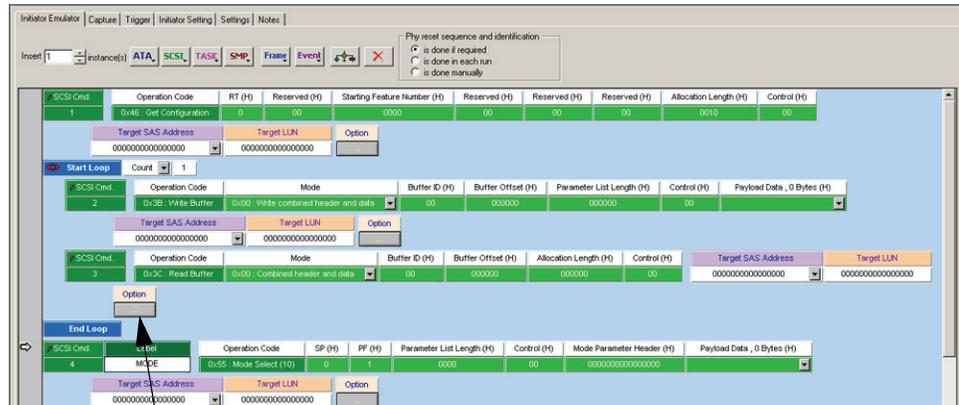 Initiator Emulator Capture Trigger Initiator Setting Settings Notes
Phy reset sequence and identification
Insert 1 instance(s) ATA SCSI TASK SMP Frame Event
is done if required
is done in each run
is done manually
SCSI Cmd. Operation Code RT (H) Reserved (H) Starting Feature Number (H) Reserved (H) Reserved (H) Reserved (H) Allocation Length (H) Control (H)
1 0x46 : Get Configuration 0 00 0000 00 00 00 0010 00
Target SAS Address Target LUN Option
0000000000000000 0000000000000000 ...
Start Loop Count 1
SCSI Cmd. Operation Code Mode Buffer ID (H) Buffer Offset (H) Parameter List Length (H) Control (H) Payload Data , 0 Bytes (H)
2 0x3B : Write Buffer 0x00 : Write combined header and data 00 000000 000000 00
Target SAS Address Target LUN Option
0000000000000000 0000000000000000 ...
SCSI Cmd. Operation Code Mode Buffer ID (H) Buffer Offset (H) Allocation Length (H) Control (H) Target SAS Address Target LUN
3 0x3C : Read Buffer 0x00 : Combined header and data 00 000000 000000 00 0000000000000000 0000000000000000
Option
...
End Loop
SCSI Cmd. Label Operation Code SP (H) PF (H) Parameter List Length (H) Control (H) Mode Parameter Header (H) Payload Data , 0 Bytes (H)
4 MODE 0x55 : Mode Select (10) 0 1 0000 00 0000000000000000
Target SAS Address Target LUN Option
0000000000000000 0000000000000000 ...